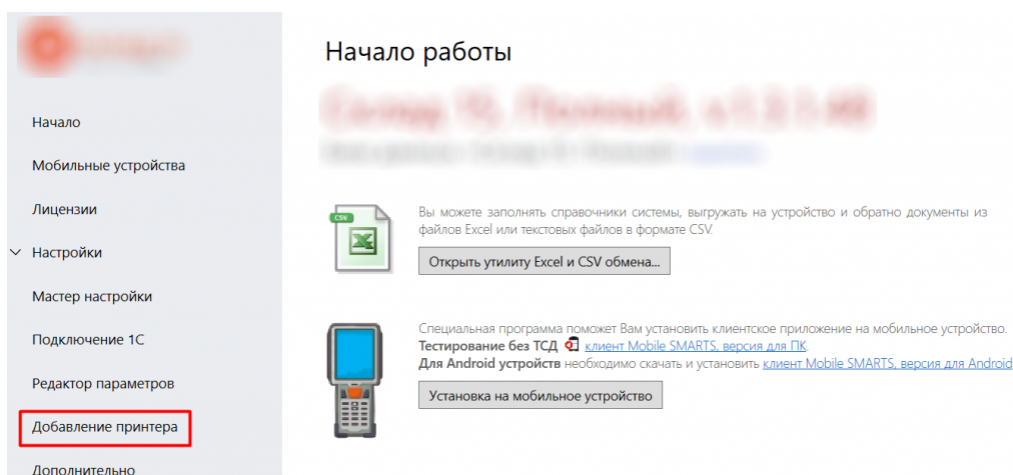 Начало работы
Начало
Мобильные устройства
Лицензии
Настройки
Мастер настройки
Подключение 1С
Редактор параметров
Добавление принтера
Дополнительно
CSV
Вы можете заполнять справочники системы, выгружать на устройство и обратно документы из
файлов Excel или текстовых файлов в формате CSV.
Открыть утилиту Excel и CSV обмена...
Специальная программа поможет Вам установить клиентское приложение на мобильное устройство.
Тестирование без ТСД клиент Mobile SMARTS, версия для ПК.
Для Android устройств необходимо скачать и установить клиент Mobile SMARTS, версия для Android
Установка на мобильное устройство